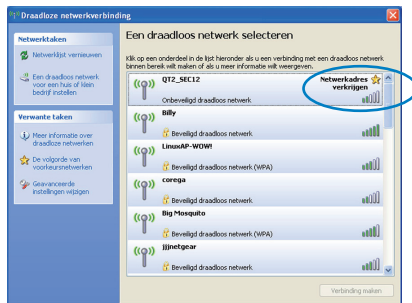 Draadloze netwerkverbinding
Netwerktaken
Netwerklijst vernieuwen
Een draadloos netwerk
voor een huis of klein
bedrijf instellen
Verwante taken
Meer informatie over
draadloze netwerken
De volgorde van
voorkeursnetwerken
Geavanceerde
instellingen wijzigen
Een draadloos netwerk selecteren
Klik op een onderdeel in de lijst hieronder als u een verbinding met een draadloos netwerk
binnen bereik wilt maken of als u meer informatie wilt weergeven.
QT2_SEC12
Netwerkadres
verkrijgen
Onbeveiligd draadloos netwerk
Billy
Beveiligd draadloos netwerk
LinuxAP-WOW!
Beveiligd draadloos netwerk (WPA)
corega
Beveiligd draadloos netwerk
Big Mosquito
Beveiligd draadloos netwerk (WPA)
jjjnetgear
Beveiligd draadloos netwerk
Verbinding maken